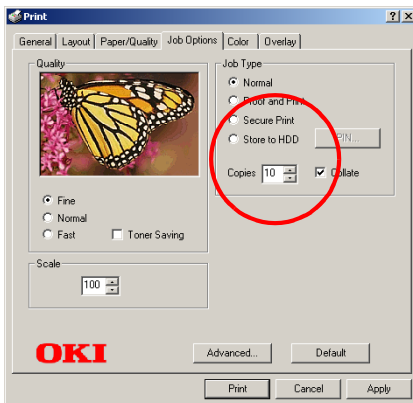 Print
General Layout Paper/Quality Job Options Color Overlay
Quality
Fine
Normal
Fast Toner Saving
Scale
100
Job Type
Normal
Proof and Print
Secure Print
Store to HDD PIN...
Copies 10 Collate
OKI
Advanced... Default
Print Cancel Apply